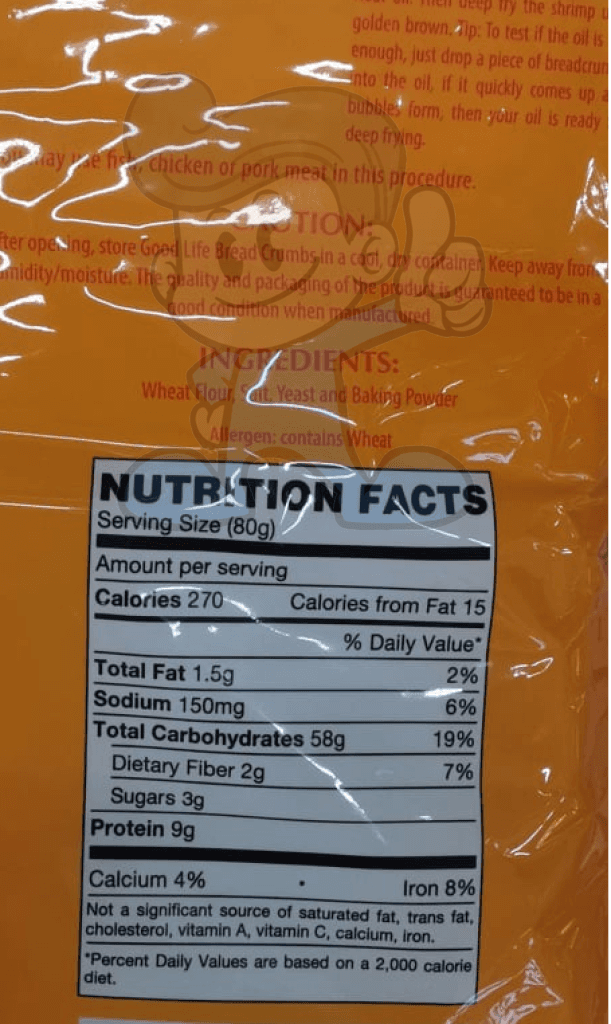 deep fry the shrimp
golden brown. Tip: To test if the oil is
enough, just drop a piece of breadcrum
into the oil, if it quickly comes up a
bubbles form, then your oil is ready
deep frying.
may use fish, chicken or pork meat in this procedure.
CAUTION:
fter opening, store Good Life Bread Crumbs in a cool, dry container. Keep away from
umidity/moisture. The quality and packaging of the product is guaranteed to be in a
good condition when manufactured
INGREDIENTS:
Wheat Flour, Salt, Yeast and Baking Powder
Allergen: contains Wheat
NUTRITION FACTS
Serving Size (80g)
Amount per serving
Calories 270 Calories from Fat 15
% Daily Value*
Total Fat 1.5g 2%
Sodium 150mg 6%
Total Carbohydrates 58g 19%
Dietary Fiber 2g 7%
Sugars 3g
Protein 9g
Calcium 4% • Iron 8%
Not a significant source of saturated fat, trans fat,
cholesterol, vitamin A, vitamin C, calcium, iron.
*Percent Daily Values are based on a 2,000 calorie
diet.